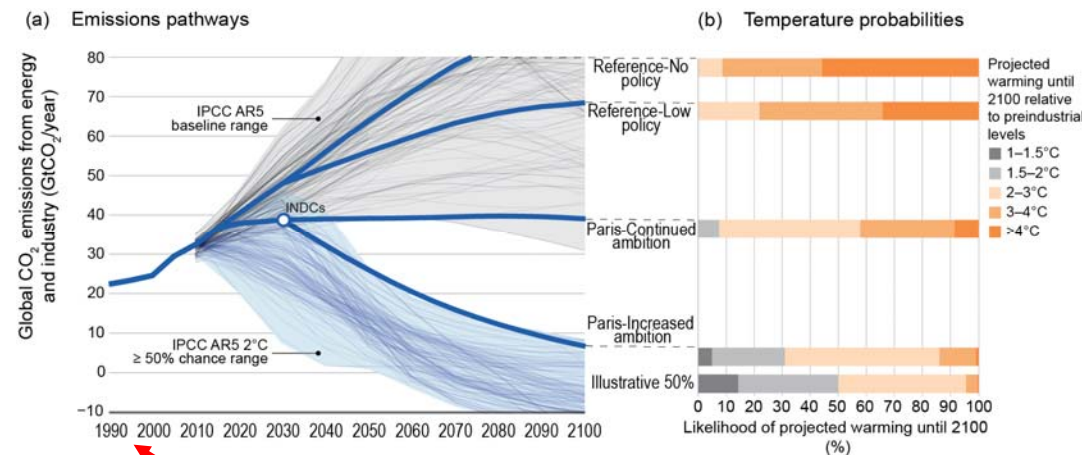 (a) Emissions pathways
Global CO₂ emissions from energy
and industry (GtCO₂/year)
80
70
60
50
40
30
20
10
0
−10
IPCC AR5
baseline range
INDCs
IPCC AR5 2°C
≥ 50% chance range
1990 2000 2010 2020 2030 2040 2050 2060 2070 2080 2090 2100
(b) Temperature probabilities
Reference-No
policy
Reference-Low
policy
Paris-Continued
ambition
Paris-Increased
ambition
Illustrative 50%
0 10 20 30 40 50 60 70 80 90 100
Likelihood of projected warming until 2100
(%)
Projected
warming until
2100 relative
to preindustrial
levels
1–1.5°C
1.5–2°C
2–3°C
3–4°C
>4°C